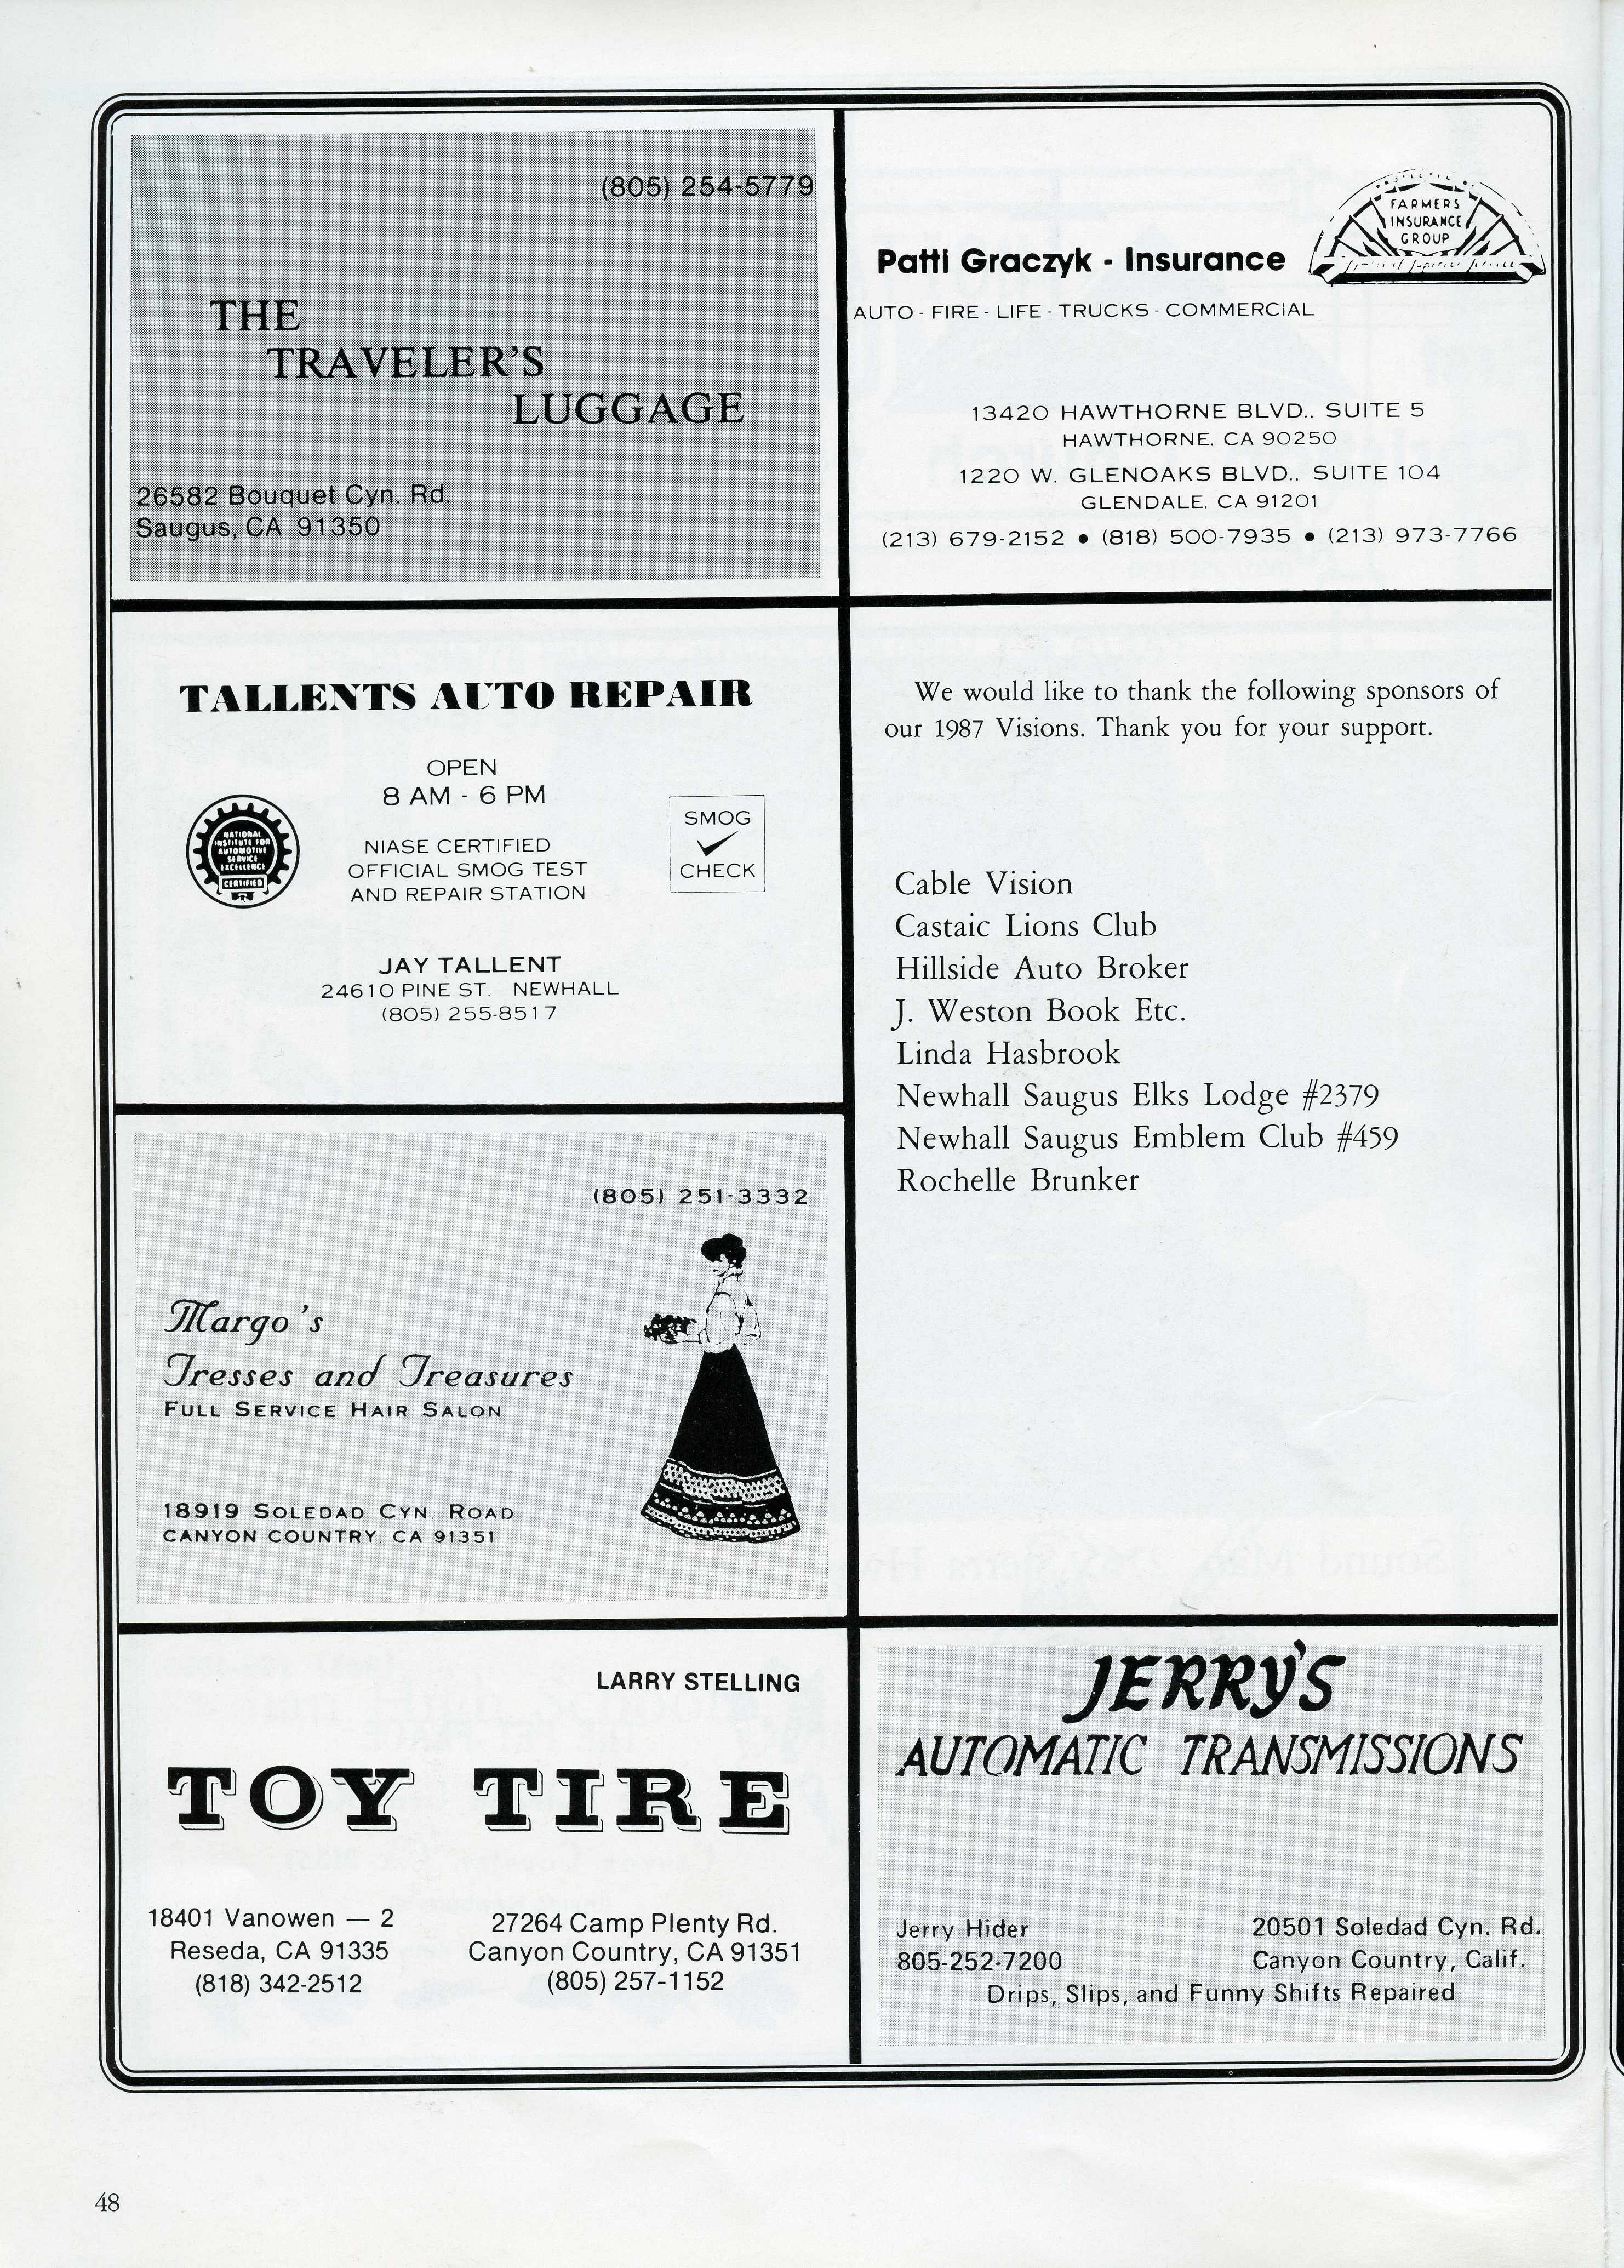 (805) 254-5779
THE
TRAVELER'S
LUGGAGE
26582 Bouquet Cyn. Rd.
Saugus, CA 91350
FARMERS
INSURANCE
GROUP
Patti Graczyk - Insurance
AUTO - FIRE - LIFE - TRUCKS - COMMERCIAL
13420 HAWTHORNE BLVD., SUITE 5
HAWTHORNE, CA 90250
1220 W. GLENOAKS BLVD., SUITE 104
GLENDALE, CA 91201
(213) 679-2152 • (818) 500-7935 • (213) 973-7766
TALLENTS AUTO REPAIR
OPEN
8 AM - 6 PM
NATIONAL
INSTITUTE FOR
AUTOMOTIVE
SERVICE
EXCELLENCE
CERTIFIED
NIASE CERTIFIED
OFFICIAL SMOG TEST
AND REPAIR STATION
SMOG
CHECK
JAY TALLENT
24610 PINE ST. NEWHALL
(805) 255-8517
We would like to thank the following sponsors of
our 1987 Visions. Thank you for your support.
Cable Vision
Castaic Lions Club
Hillside Auto Broker
J. Weston Book Etc.
Linda Hasbrook
Newhall Saugus Elks Lodge #2379
Newhall Saugus Emblem Club #459
Rochelle Brunker
(805) 251-3332
Margo's
Tresses and Treasures
FULL SERVICE HAIR SALON
18919 SOLEDAD CYN. ROAD
CANYON COUNTRY, CA 91351
LARRY STELLING
TOY TIRE
18401 Vanowen — 2
Reseda, CA 91335
(818) 342-2512
27264 Camp Plenty Rd.
Canyon Country, CA 91351
(805) 257-1152
JERRY'S
AUTOMATIC TRANSMISSIONS
Jerry Hider
805-252-7200
20501 Soledad Cyn. Rd.
Canyon Country, Calif.
Drips, Slips, and Funny Shifts Repaired
48